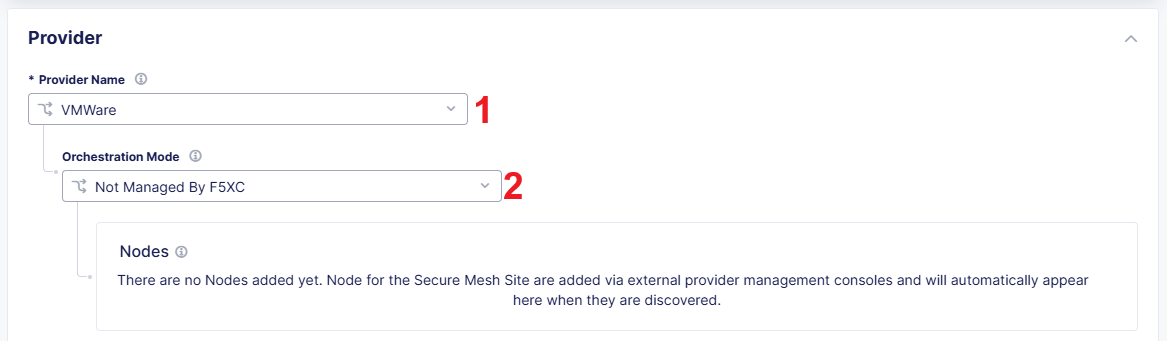 Provider
* Provider Name
VMWare
1
Orchestration Mode
Not Managed By F5XC
2
Nodes
There are no Nodes added yet. Node for the Secure Mesh Site are added via external provider management consoles and will automatically appear
here when they are discovered.